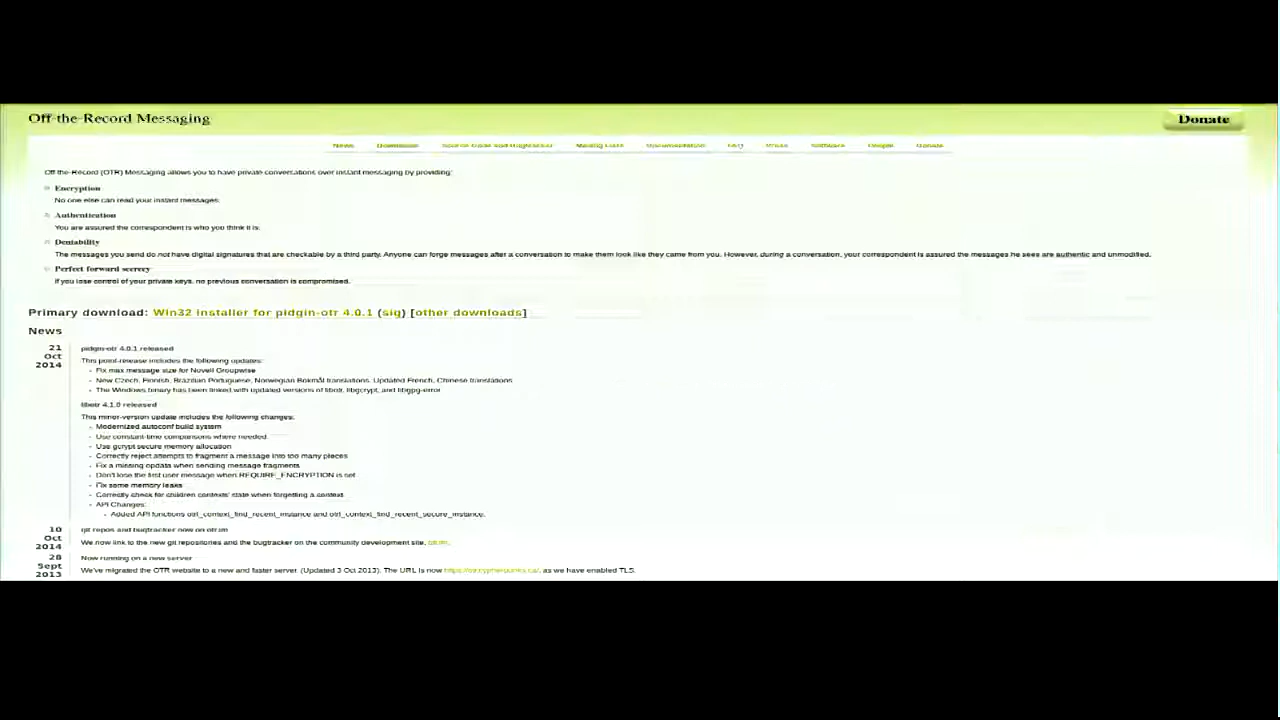 Off-the-Record Messaging
Donate
News Downloads Source Code and Bugtracker Mailing Lists Documentation FAQ Press Software People Donate
Off-the-Record (OTR) Messaging allows you to have private conversations over instant messaging by providing:
Encryption
No one else can read your instant messages.
Authentication
You are assured the correspondent is who you think it is.
Deniability
The messages you send do not have digital signatures that are checkable by a third party. Anyone can forge messages after a conversation to make them look like they came from you. However, during a conversation, your correspondent is assured the messages he sees are authentic and unmodified.
Perfect forward secrecy
If you lose control of your private keys, no previous conversation is compromised.
Primary download: Win32 installer for pidgin-otr 4.0.1 (sig) [other downloads]
News
21 Oct 2014
pidgin-otr 4.0.1 released
This point-release includes the following updates:
- Fix max message size for Novell Groupwise
- New Czech, Finnish, Brazilian Portuguese, Norwegian Bokmål translations. Updated French, Chinese translations
- The Windows binary has been linked with updated versions of libotr, libgcrypt, and libgpg-error
libotr 4.1.0 released
This minor-version update includes the following changes:
- Modernized autoconf build system
- Use constant-time comparisons where needed
- Use gcrypt secure memory allocation
- Correctly reject attempts to fragment a message into too many pieces
- Fix a missing opdata when sending message fragments
- Don't lose the first user message when REQUIRE_ENCRYPTION is set
- Fix some memory leaks
- Correctly check for children contexts' state when forgetting a context
- API Changes:
- Added API functions otrl_context_find_recent_instance and otrl_context_find_recent_secure_instance.
10 Oct 2014
git repos and bugtracker now on otr.im
We now link to the new git repositories and the bugtracker on the community development site, otr.im.
28 Sept 2013
Now running on a new server
We've migrated the OTR website to a new and faster server. (Updated 3 Oct 2013). The URL is now https://otr.cypherpunks.ca/, as we have enabled TLS.